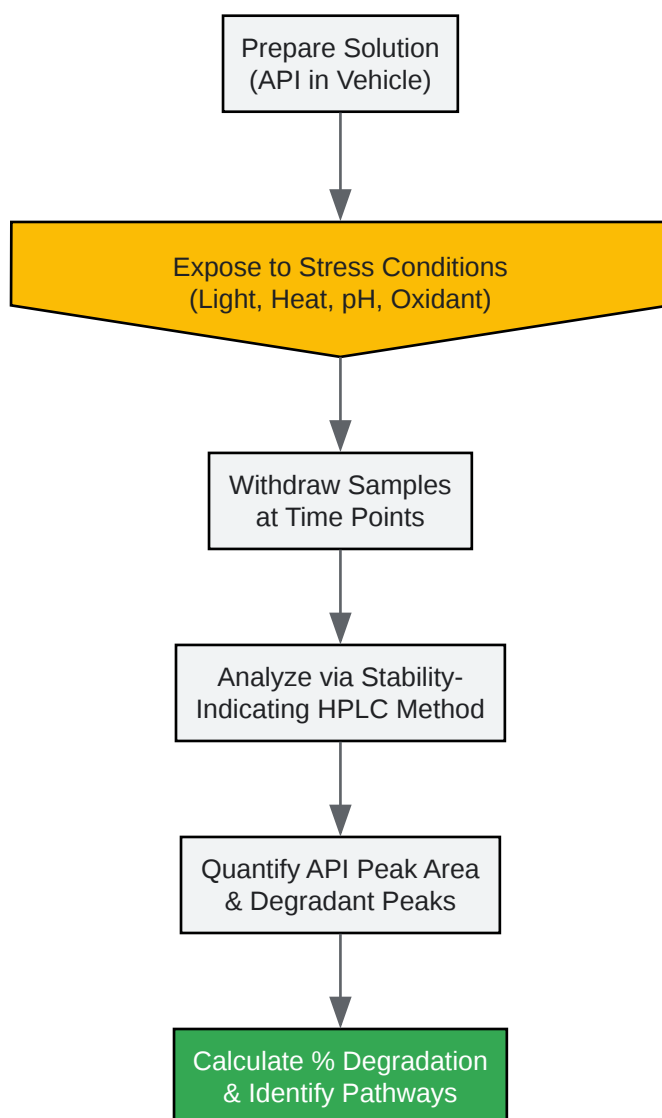 Prepare Solution
(API in Vehicle)
Expose to Stress Conditions
(Light, Heat, pH, Oxidant)
Withdraw Samples
at Time Points
Analyze via Stability-
Indicating HPLC Method
Quantify API Peak Area
& Degradant Peaks
Calculate % Degradation
& Identify Pathways